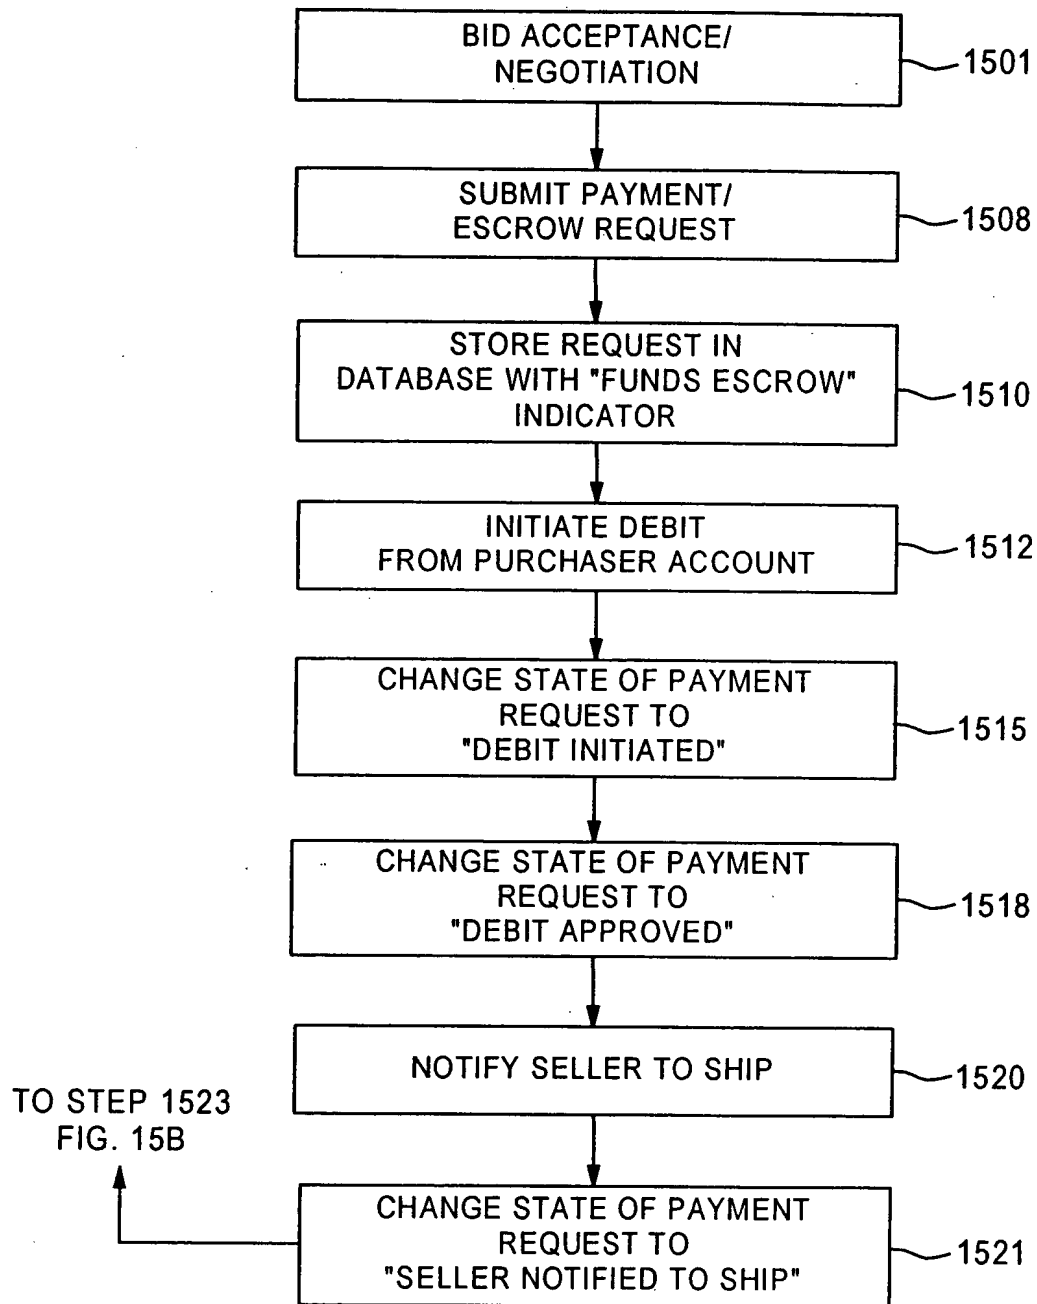 BID ACCEPTANCE/
NEGOTIATION
1501
SUBMIT PAYMENT/
ESCROW REQUEST
1508
STORE REQUEST IN
DATABASE WITH "FUNDS ESCROW"
INDICATOR
1510
INITIATE DEBIT
FROM PURCHASER ACCOUNT
1512
CHANGE STATE OF PAYMENT
REQUEST TO
"DEBIT INITIATED"
1515
CHANGE STATE OF PAYMENT
REQUEST TO
"DEBIT APPROVED"
1518
NOTIFY SELLER TO SHIP
1520
TO STEP 1523
FIG. 15B
CHANGE STATE OF PAYMENT
REQUEST TO
"SELLER NOTIFIED TO SHIP"
1521